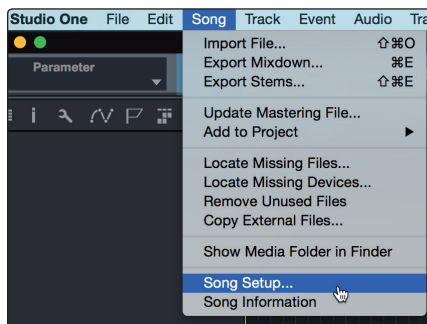 Studio One File Edit Song Track Event Audio
Parameter
Import File... ⇧⌘O
Export Mixdown... ⌘E
Export Stems... ⇧⌘E
Update Mastering File...
Add to Project
Locate Missing Files...
Locate Missing Devices...
Remove Unused Files
Copy External Files...
Show Media Folder in Finder
Song Setup...
Song Information